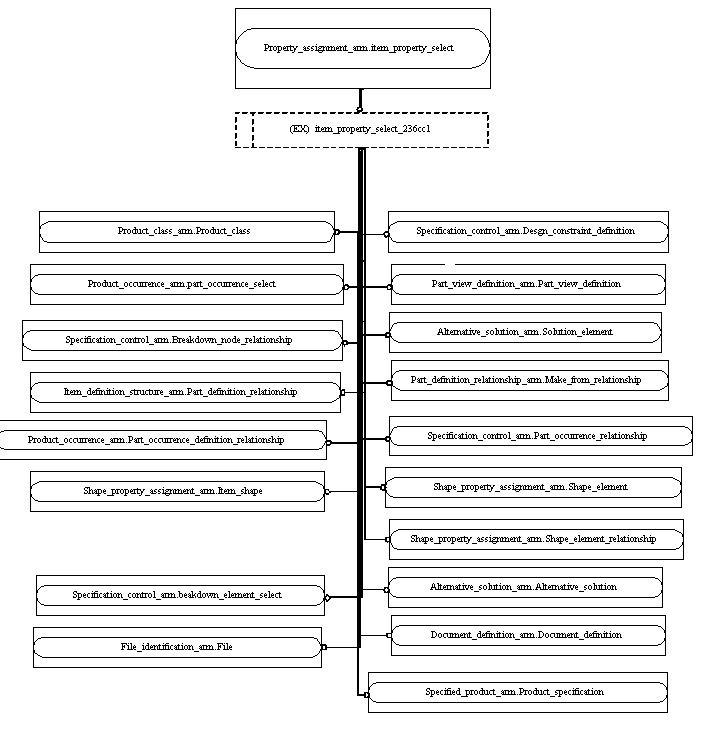 Property_assignment_arm.item_property_select
(EX) item_property_select_236cc1
Product_class_arm.Product_class
Specification_control_arm.Desgn_constraint_definition
Product_occurrence_arm.part_occurrence_select
Part_view_definition_arm.Part_view_definition
Alternative_solution_arm.Solution_element
Specification_control_arm.Breakdown_node_relationship
Part_definition_relationship_arm.Make_from_relationship
Item_definition_structure_arm.Part_definition_relationship
Specification_control_arm.Part_occurrence_relationship
Product_occurrence_arm.Part_occurrence_definition_relationship
Shape_property_assignment_arm.Shape_element
Shape_property_assignment_arm.Item_shape
Shape_property_assignment_arm.Shape_element_relationship
Alternative_solution_arm.Alternative_solution
Specification_control_arm.beakdown_element_select
Document_definition_arm.Document_definition
File_identification_arm.File
Specified_product_arm.Product_specification